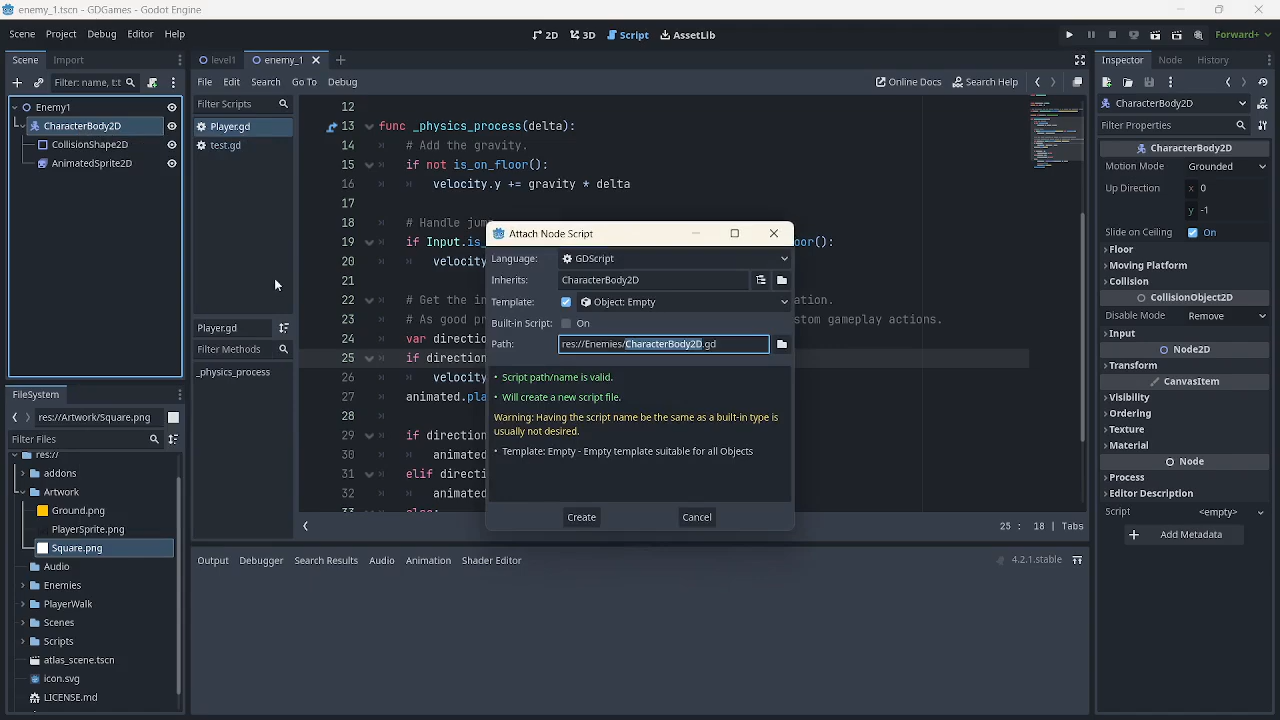 enemy_1.tscn - GDGames - Godot Engine
Scene Project Debug Editor Help
2D 3D Script AssetLib
Forward+
Scene Import
level1 enemy_1
Inspector Node History
Filter: name, t:t
File Edit Search Go To Debug
Online Docs Search Help
Enemy1
CharacterBody2D
CollisionShape2D
AnimatedSprite2D
Filter Scripts
Player.gd
test.gd
Player.gd
Filter Methods
_physics_process
12
13 func _physics_process(delta):
14 # Add the gravity.
15 if not is_on_floor():
16 velocity.y += gravity * delta
17
18 # Handle jum
19 if Input.is_ oor():
20 velocity
21
22 # Get the in ation.
23 # As good pr stom gameplay actions.
24 var directio
25 if direction
26 velocity
27 animated.pla
28
29 if direction
30 animated
31 elif directi
32 animated
33 else:
25 : 18 | Tabs
Attach Node Script
Language: GDScript
Inherits: CharacterBody2D
Template: Object: Empty
Built-in Script: On
Path: res://Enemies/CharacterBody2D.gd
• Script path/name is valid.
• Will create a new script file.
Warning: Having the script name be the same as a built-in type is
usually not desired.
• Template: Empty - Empty template suitable for all Objects
Create Cancel
FileSystem
res://Artwork/Square.png
Filter Files
res://
addons
Artwork
Ground.png
PlayerSprite.png
Square.png
Audio
Enemies
PlayerWalk
Scenes
Scripts
atlas_scene.tscn
icon.svg
LICENSE.md
Output Debugger Search Results Audio Animation Shader Editor
4.2.1.stable
CharacterBody2D
Filter Properties
CharacterBody2D
Motion Mode Grounded
Up Direction x 0
y -1
Slide on Ceiling On
Floor
Moving Platform
Collision
CollisionObject2D
Disable Mode Remove
Input
Node2D
Transform
CanvasItem
Visibility
Ordering
Texture
Material
Node
Process
Editor Description
Script <empty>
Add Metadata